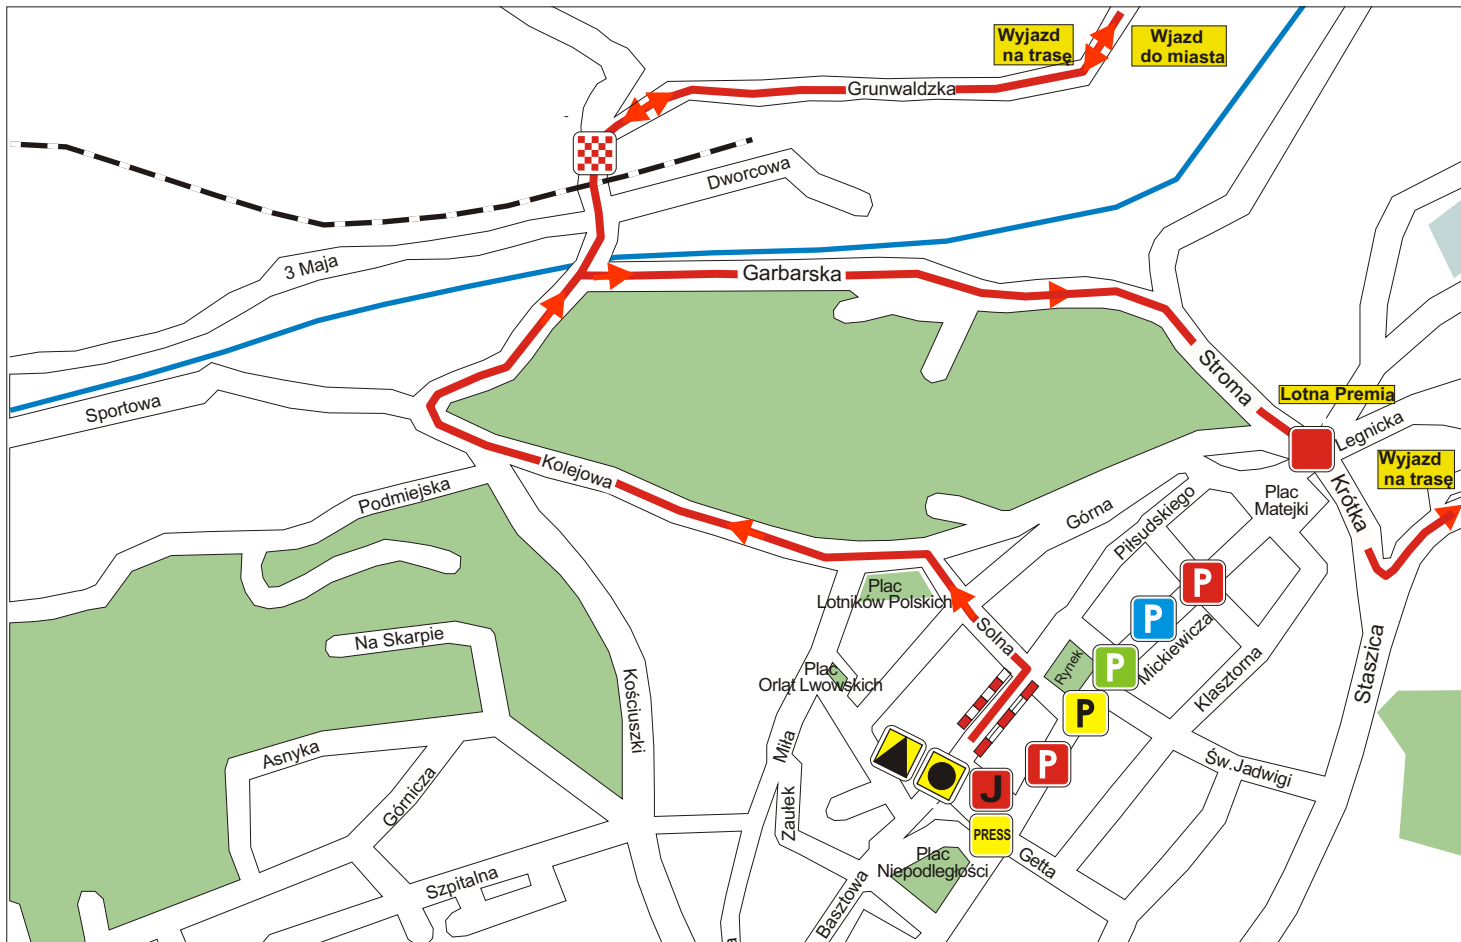 Wyjazd
na trasę
Wjazd
do miasta
Grunwaldzka
Dworcowa
3 Maja
Garbarska
Stroma
Lotna Premia
Legnicka
Sportowa
Wyjazd
na trasę
Kolejowa
Podmiejska
Krótka
Plac
Matejki
Górna
Piłsudskiego
Plac
Lotników Polskich
P
P
Solna
Na Skarpie
Rynek
P
Mickiewicza
Klasztorna
Staszica
Plac
Orląt Lwowskich
Kościuszki
P
Miła
Asnyka
P
Św.Jadwigi
J
Górnicza
Zaułek
PRESS
Plac
Niepodległości
Getta
Szpitalna
Basztowa